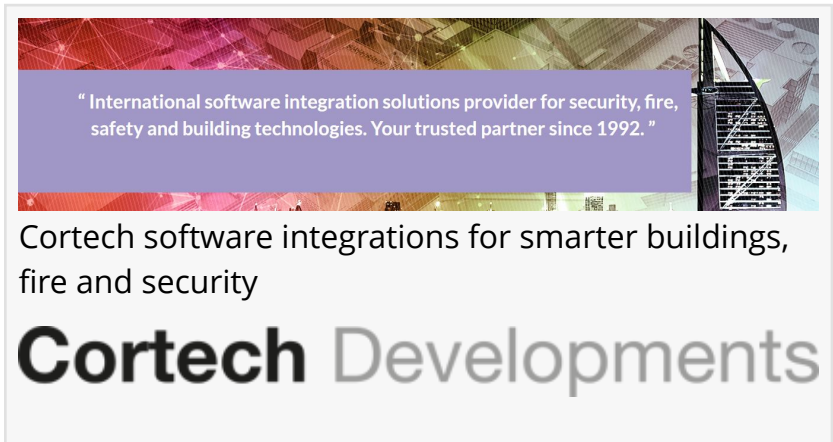 “ International software integration solutions provider for security, fire,
safety and building technologies. Your trusted partner since 1992. ”
Cortech software integrations for smarter buildings,
fire and security
Cortech Developments